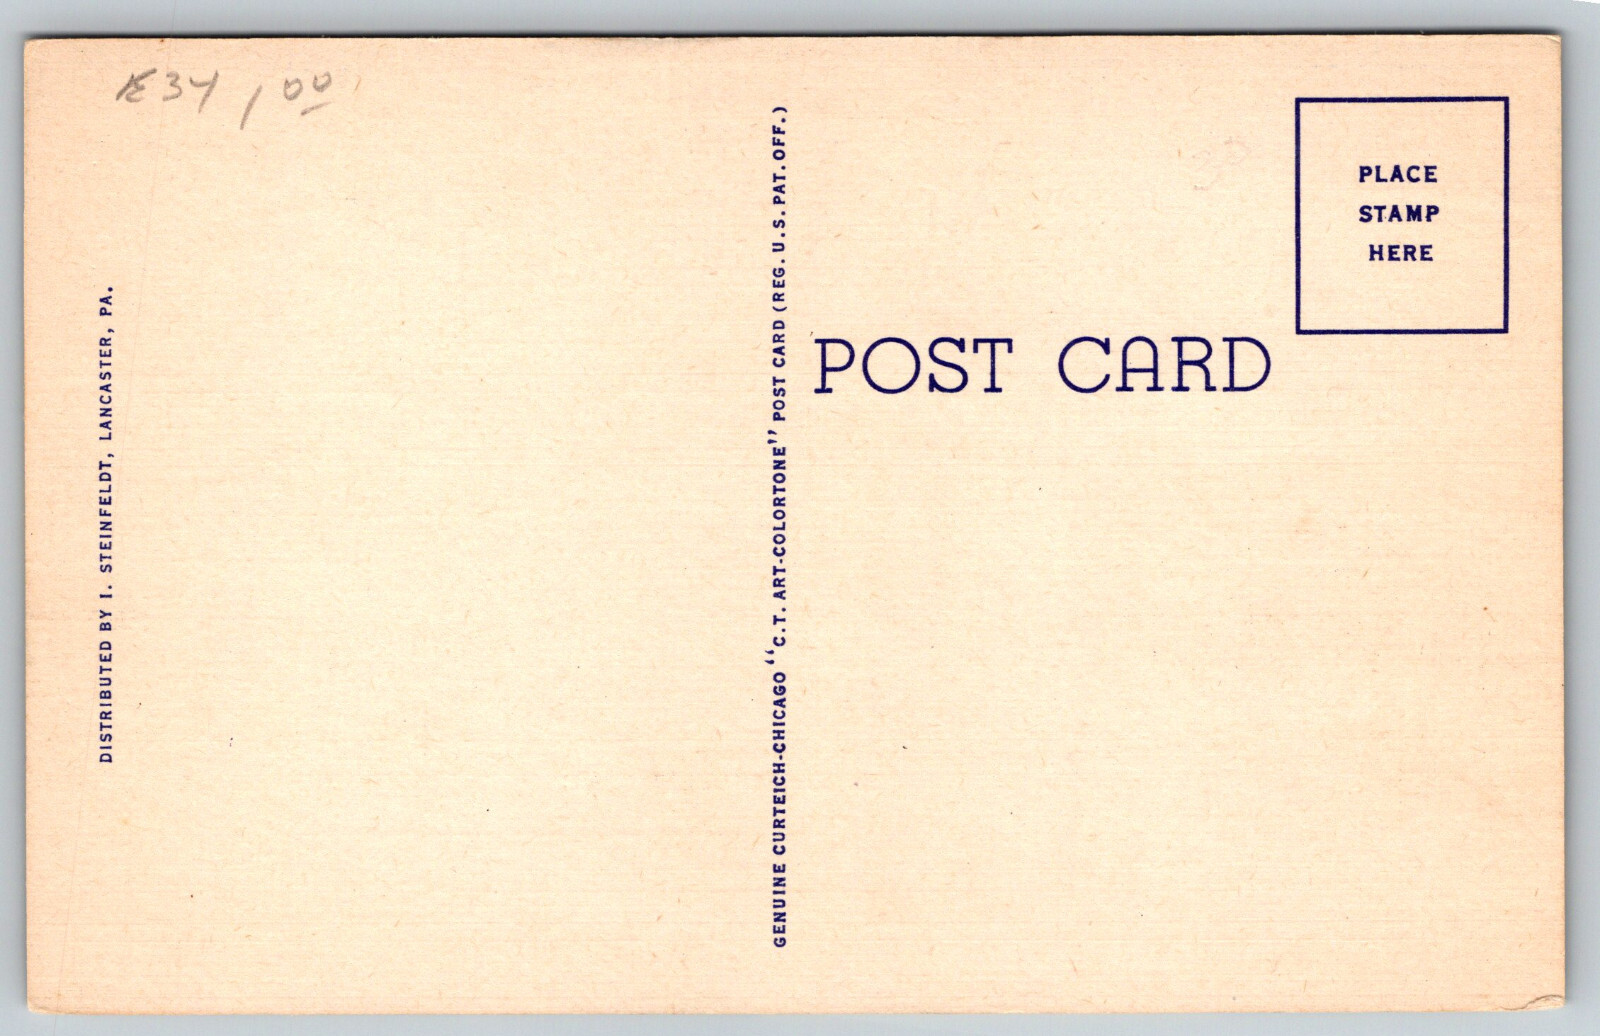 E34 1 00
DISTRIBUTED BY I. STEINFELDT, LANCASTER, PA.
GENUINE CURTEICH-CHICAGO "C.T. ART-COLORTONE" POST CARD (REG. U.S. PAT. OFF.)
PLACE
STAMP
HERE
POST CARD